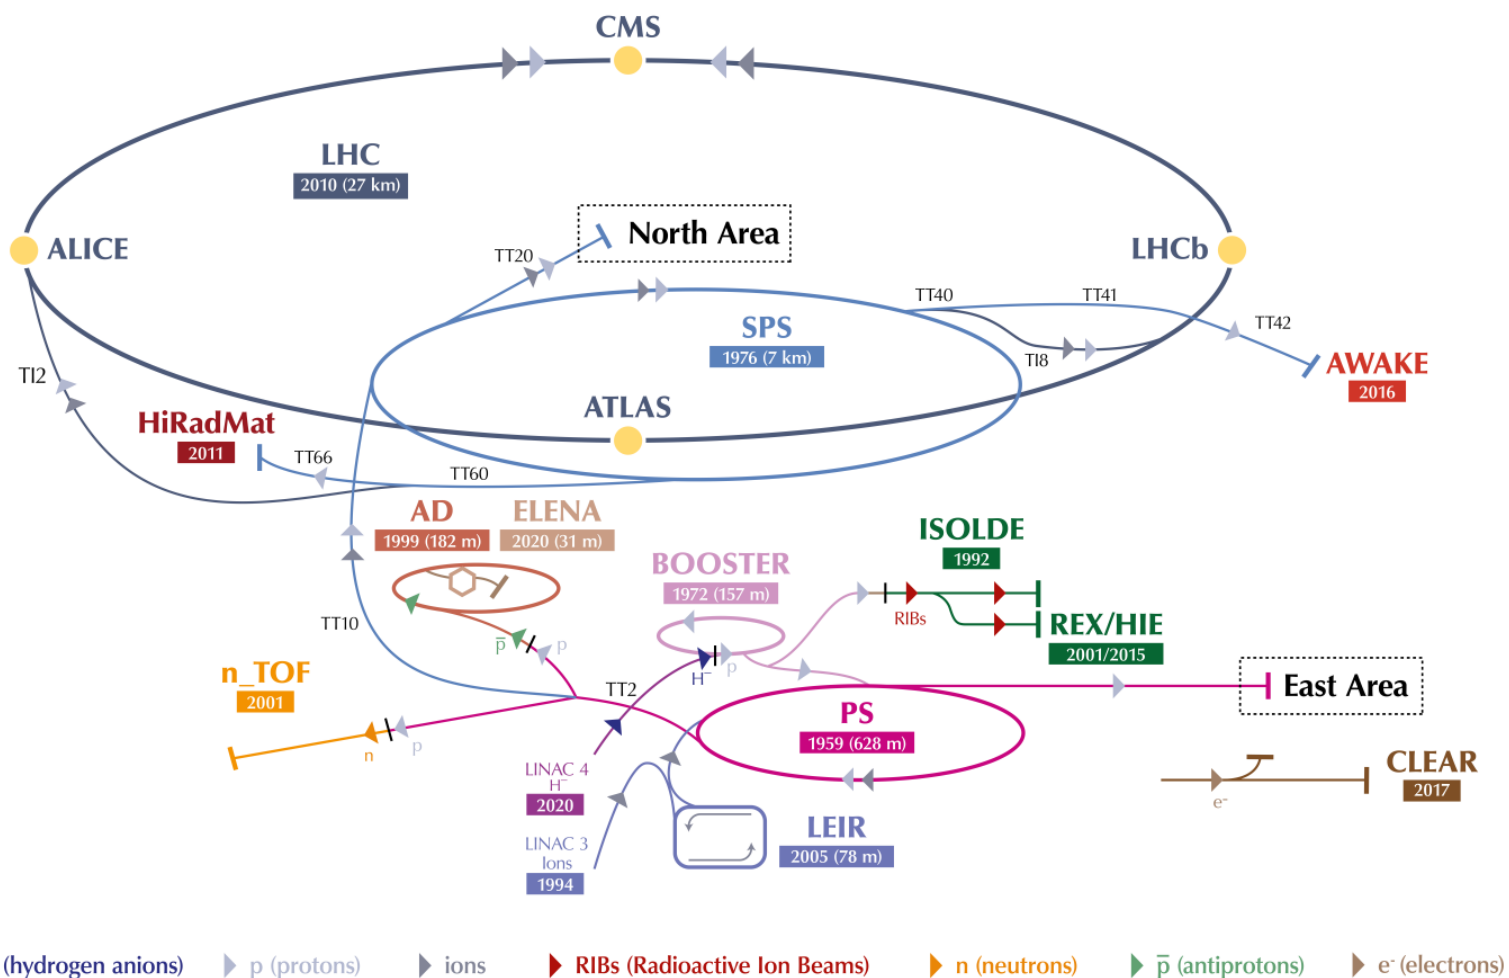 CMS
LHC
2010 (27 km)
North Area
TT20
ALICE
LHCb
SPS
1976 (7 km)
TT40
TT41
TT42
TI8
AWAKE
2016
TI2
ATLAS
HiRadMat
2011
TT66
TT60
AD
1999 (182 m)
ELENA
2020 (31 m)
ISOLDE
1992
BOOSTER
1972 (157 m)
RIBs
REX/HIE
2001/2015
TT10
p̅
p
H⁻
p
n_TOF
2001
TT2
East Area
PS
1959 (628 m)
n
p
LINAC 4
H⁻
2020
CLEAR
2017
e⁻
LEIR
2005 (78 m)
LINAC 3
Ions
1994
(hydrogen anions)
p (protons)
ions
RIBs (Radioactive Ion Beams)
n (neutrons)
p̅ (antiprotons)
e⁻ (electrons)